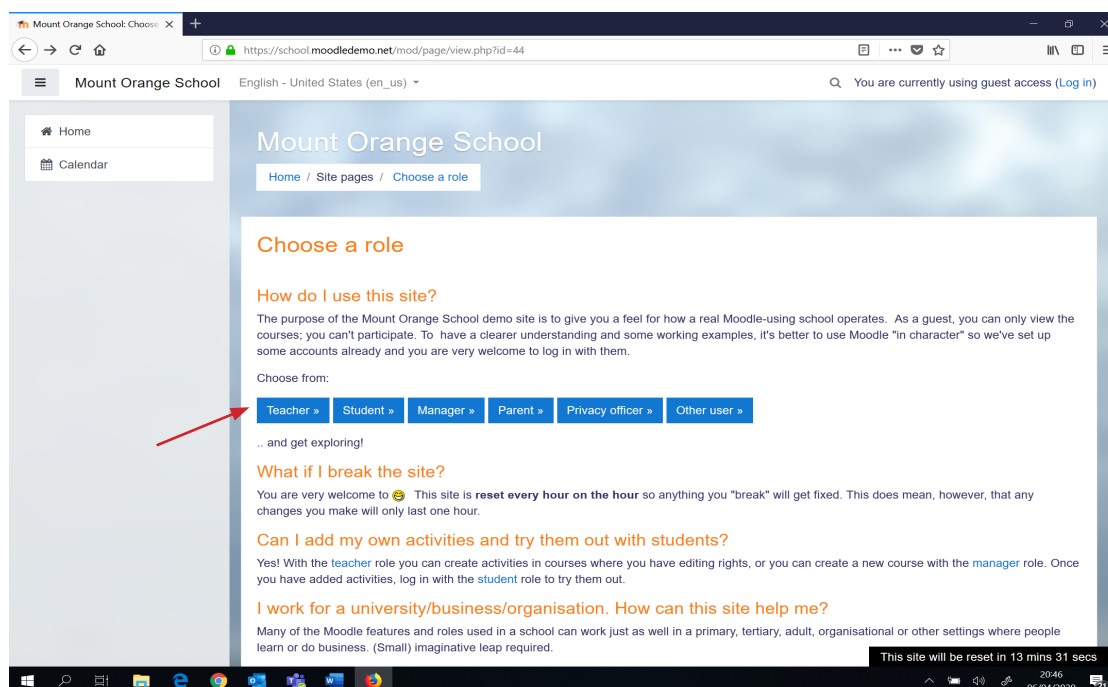 Mount Orange School: Choose
https://school.moodledemo.net/mod/page/view.php?id=44
Mount Orange School English - United States (en_us) You are currently using guest access (Log in)
Home
Calendar
Mount Orange School
Home / Site pages / Choose a role
Choose a role
How do I use this site?
The purpose of the Mount Orange School demo site is to give you a feel for how a real Moodle-using school operates. As a guest, you can only view the
courses; you can't participate. To have a clearer understanding and some working examples, it's better to use Moodle "in character" so we've set up
some accounts already and you are very welcome to log in with them.
Choose from:
Teacher » Student » Manager » Parent » Privacy officer » Other user »
.. and get exploring!
What if I break the site?
You are very welcome to This site is reset every hour on the hour so anything you "break" will get fixed. This does mean, however, that any
changes you make will only last one hour.
Can I add my own activities and try them out with students?
Yes! With the teacher role you can create activities in courses where you have editing rights, or you can create a new course with the manager role. Once
you have added activities, log in with the student role to try them out.
I work for a university/business/organisation. How can this site help me?
Many of the Moodle features and roles used in a school can work just as well in a primary, tertiary, adult, organisational or other settings where people
learn or do business. (Small) imaginative leap required.
This site will be reset in 13 mins 31 secs
20:46